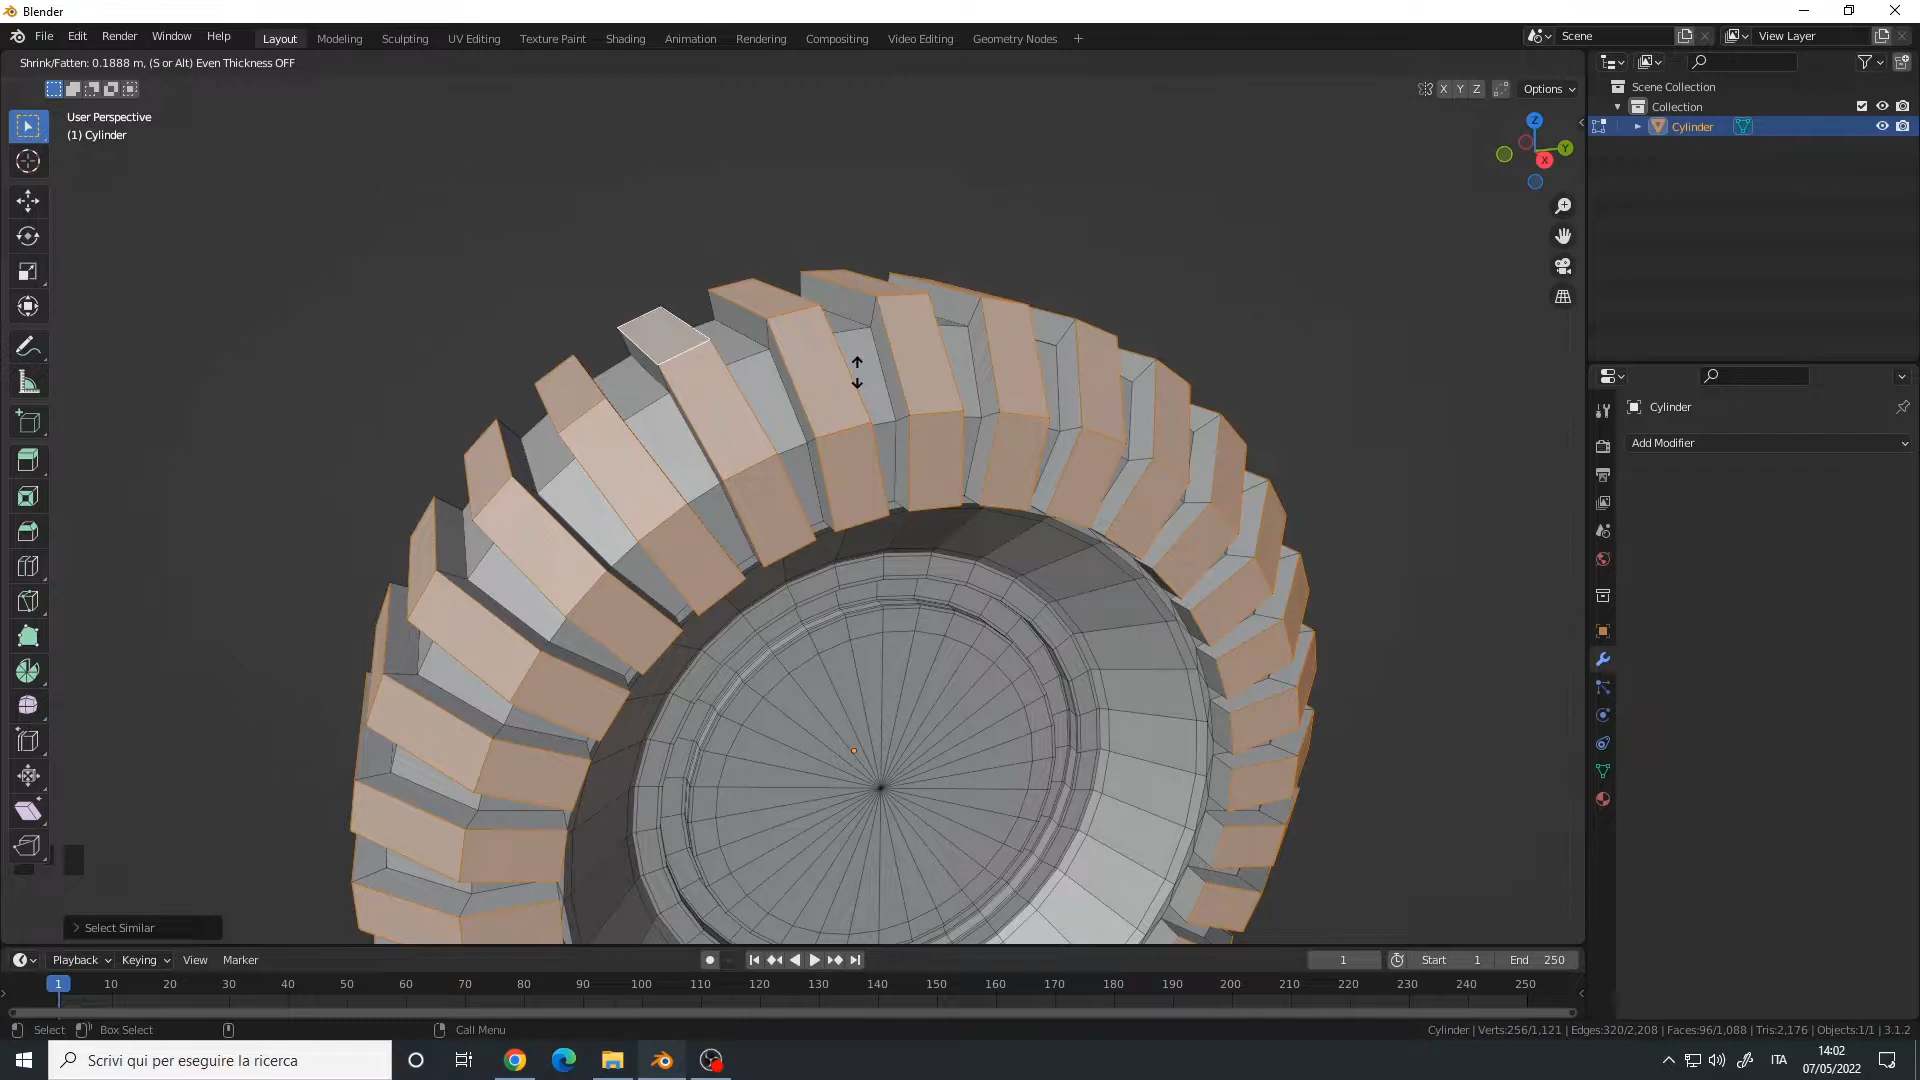 Blender
File Edit Render Window Help
Layout Modeling Sculpting UV Editing Texture Paint Shading Animation Rendering Compositing Video Editing Geometry Nodes +
Scene
View Layer
Shrink/Fatten: 0.1888 m, (S or Alt) Even Thickness OFF
X Y Z
Options
User Perspective
(1) Cylinder
Z
Y
X
Scene Collection
Collection
Cylinder
Cylinder
Add Modifier
Select Similar
Playback Keying View Marker
1
Start 1
End 250
1 10 20 30 40 50 60 70 80 90 100 110 120 130 140 150 160 170 180 190 200 210 220 230 240 250
Select Box Select Call Menu
Cylinder | Verts:256/1,121 | Edges:320/2,208 | Faces:96/1,088 | Tris:2,176 | Objects:1/1 | 3.1.2
Scrivi qui per eseguire la ricerca
ITA
14:02
07/05/2022